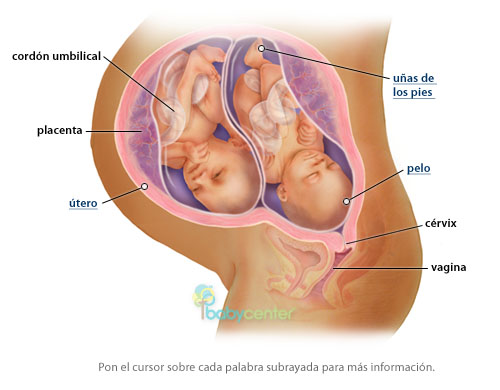 cordón umbilical
uñas de
los pies
placenta
pelo
útero
cérvix
vagina
babycenter
Pon el cursor sobre cada palabra subrayada para más información.